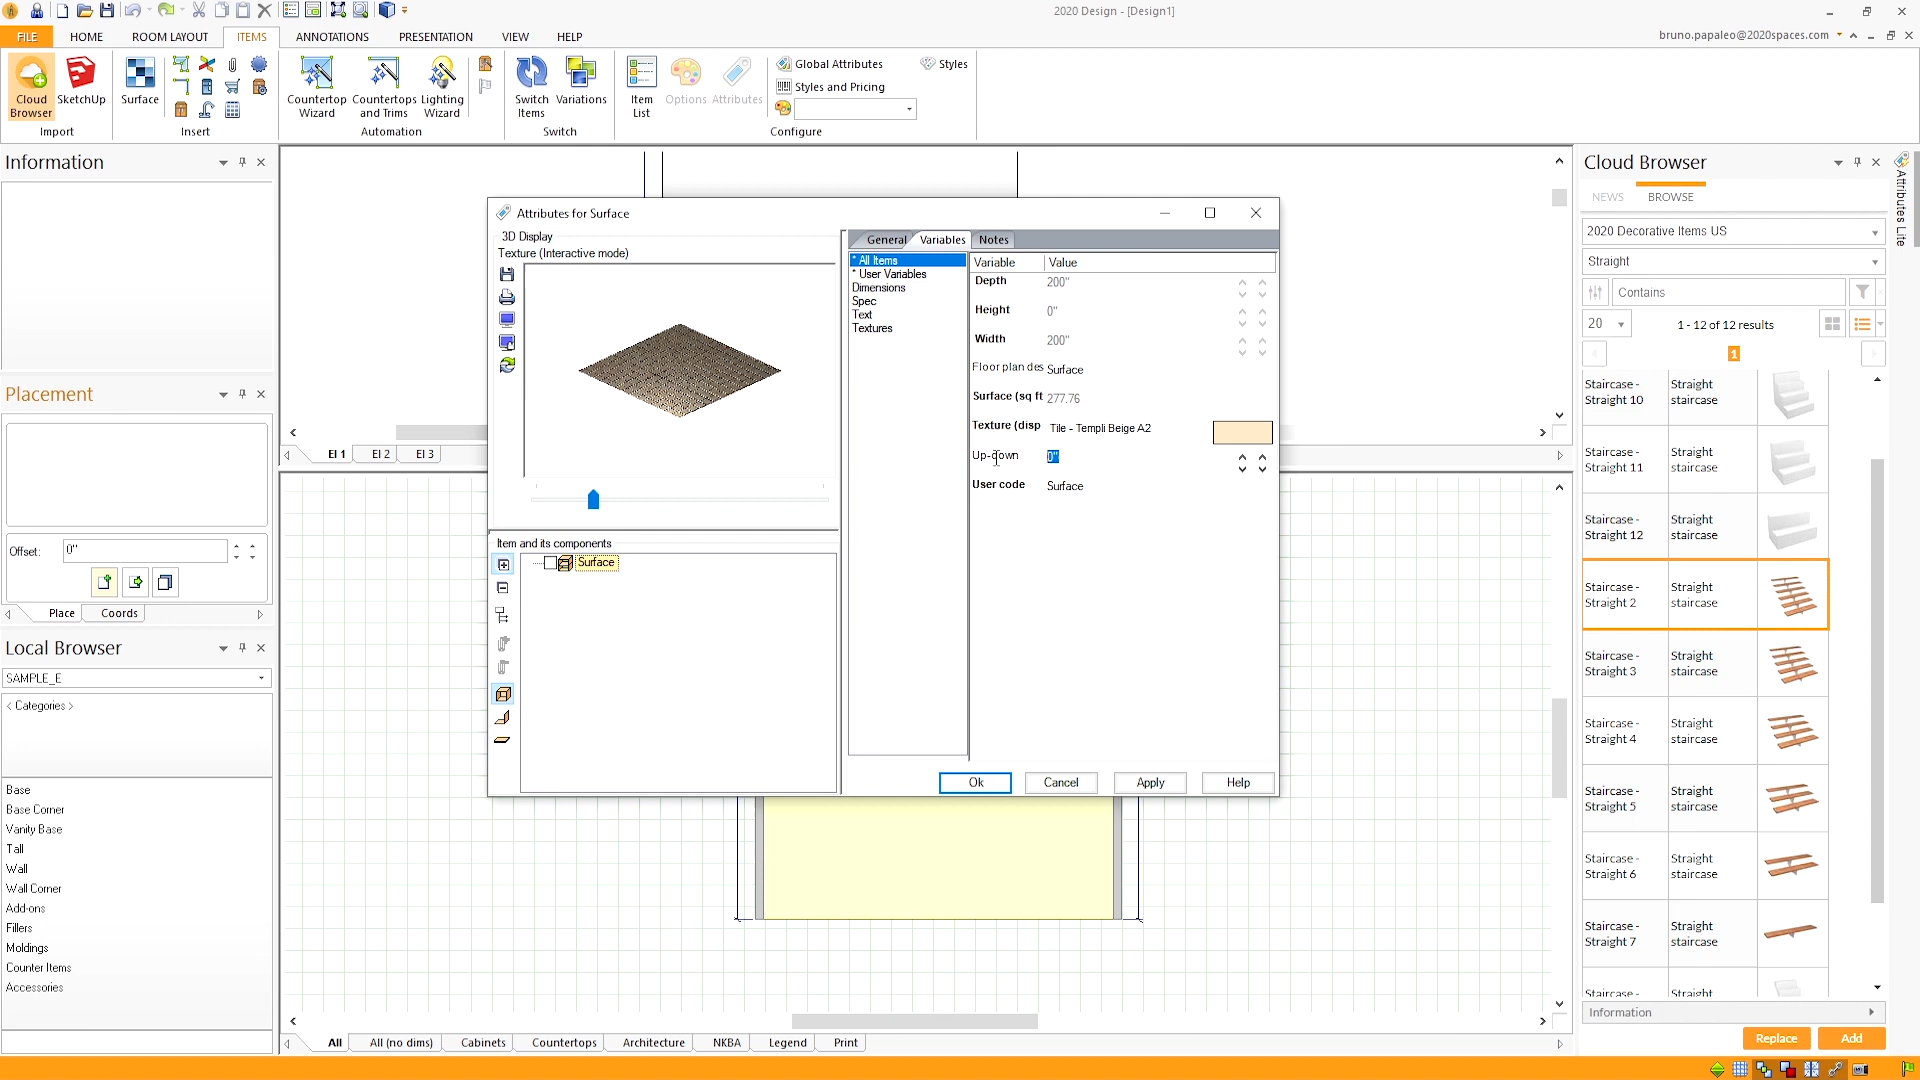 2020 Design - [Design1]
FILE
HOME
ROOM LAYOUT
ITEMS
ANNOTATIONS
PRESENTATION
VIEW
HELP
bruno.papaleo@2020spaces.com
Cloud Browser
SketchUp
Surface
Countertop Wizard
Countertops and Trims
Lighting Wizard
Switch Items
Variations
Item List
Options
Attributes
Global Attributes
Styles and Pricing
Styles
Import
Insert
Automation
Switch
Configure
Information
Placement
Offset:
0"
Place
Coords
Local Browser
SAMPLE_E
< Categories >
Base
Base Corner
Vanity Base
Tall
Wall
Wall Corner
Add-ons
Fillers
Moldings
Counter Items
Accessories
El 1
El 2
El 3
Attributes for Surface
3D Display
Texture (Interactive mode)
Item and its components
Surface
General
Variables
Notes
* All Items
* User Variables
Dimensions
Spec
Text
Textures
Variable
Value
Depth
200"
Height
0"
Width
200"
Floor plan des
Surface
Surface (sq ft
277.76
Texture (disp
Tile - Templi Beige A2
Up-down
0"
User code
Surface
Ok
Cancel
Apply
Help
All
All (no dims)
Cabinets
Countertops
Architecture
NKBA
Legend
Print
Cloud Browser
NEWS
BROWSE
2020 Decorative Items US
Straight
Contains
20
1 - 12 of 12 results
1
Staircase - Straight 10
Straight staircase
Staircase - Straight 11
Straight staircase
Staircase - Straight 12
Straight staircase
Staircase - Straight 2
Straight staircase
Staircase - Straight 3
Straight staircase
Staircase - Straight 4
Straight staircase
Staircase - Straight 5
Straight staircase
Staircase - Straight 6
Straight staircase
Staircase - Straight 7
Straight staircase
Staircase -
Straight
Information
Replace
Add
Attributes Lite